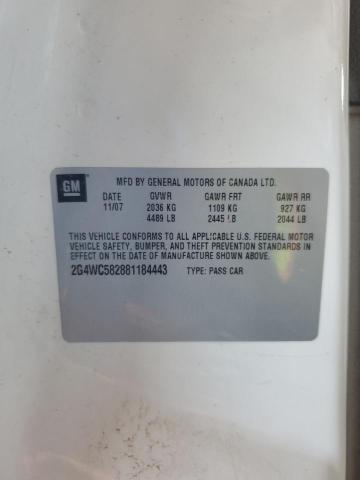 GM MFD BY GENERAL MOTORS OF CANADA LTD.
DATE GVWR GAWR FRT GAWR RR
11/07 2036 KG 1109 KG 927 KG
4489 LB 2445 LB 2044 LB
THIS VEHICLE CONFORMS TO ALL APPLICABLE U.S. FEDERAL MOTOR
VEHICLE SAFETY, BUMPER, AND THEFT PREVENTION STANDARDS IN
EFFECT ON THE DATE OF MANUFACTURE SHOWN ABOVE.
2G4WC582881184443 TYPE: PASS CAR